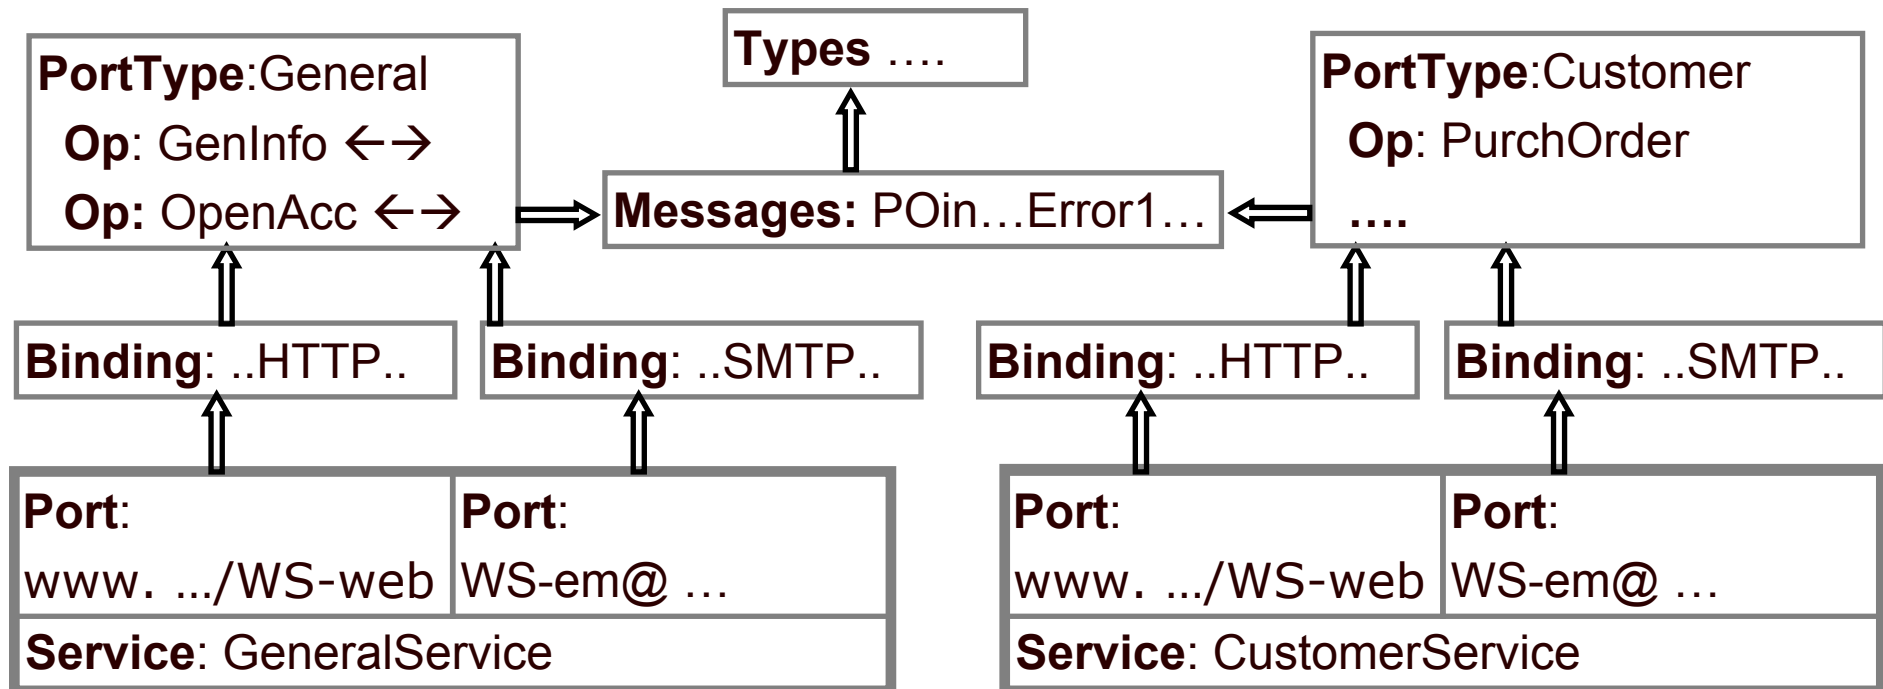 Types ….
PortType:General
Op: GenInfo ←→
Op: OpenAcc ←→
Messages: POin…Error1…
PortType:Customer
Op: PurchOrder
….
Binding: ..HTTP..
Binding: ..SMTP..
Binding: ..HTTP..
Binding: ..SMTP..
Port:
www. .../WS-web
Port:
WS-em@ …
Service: GeneralService
Port:
www. .../WS-web
Port:
WS-em@ …
Service: CustomerService